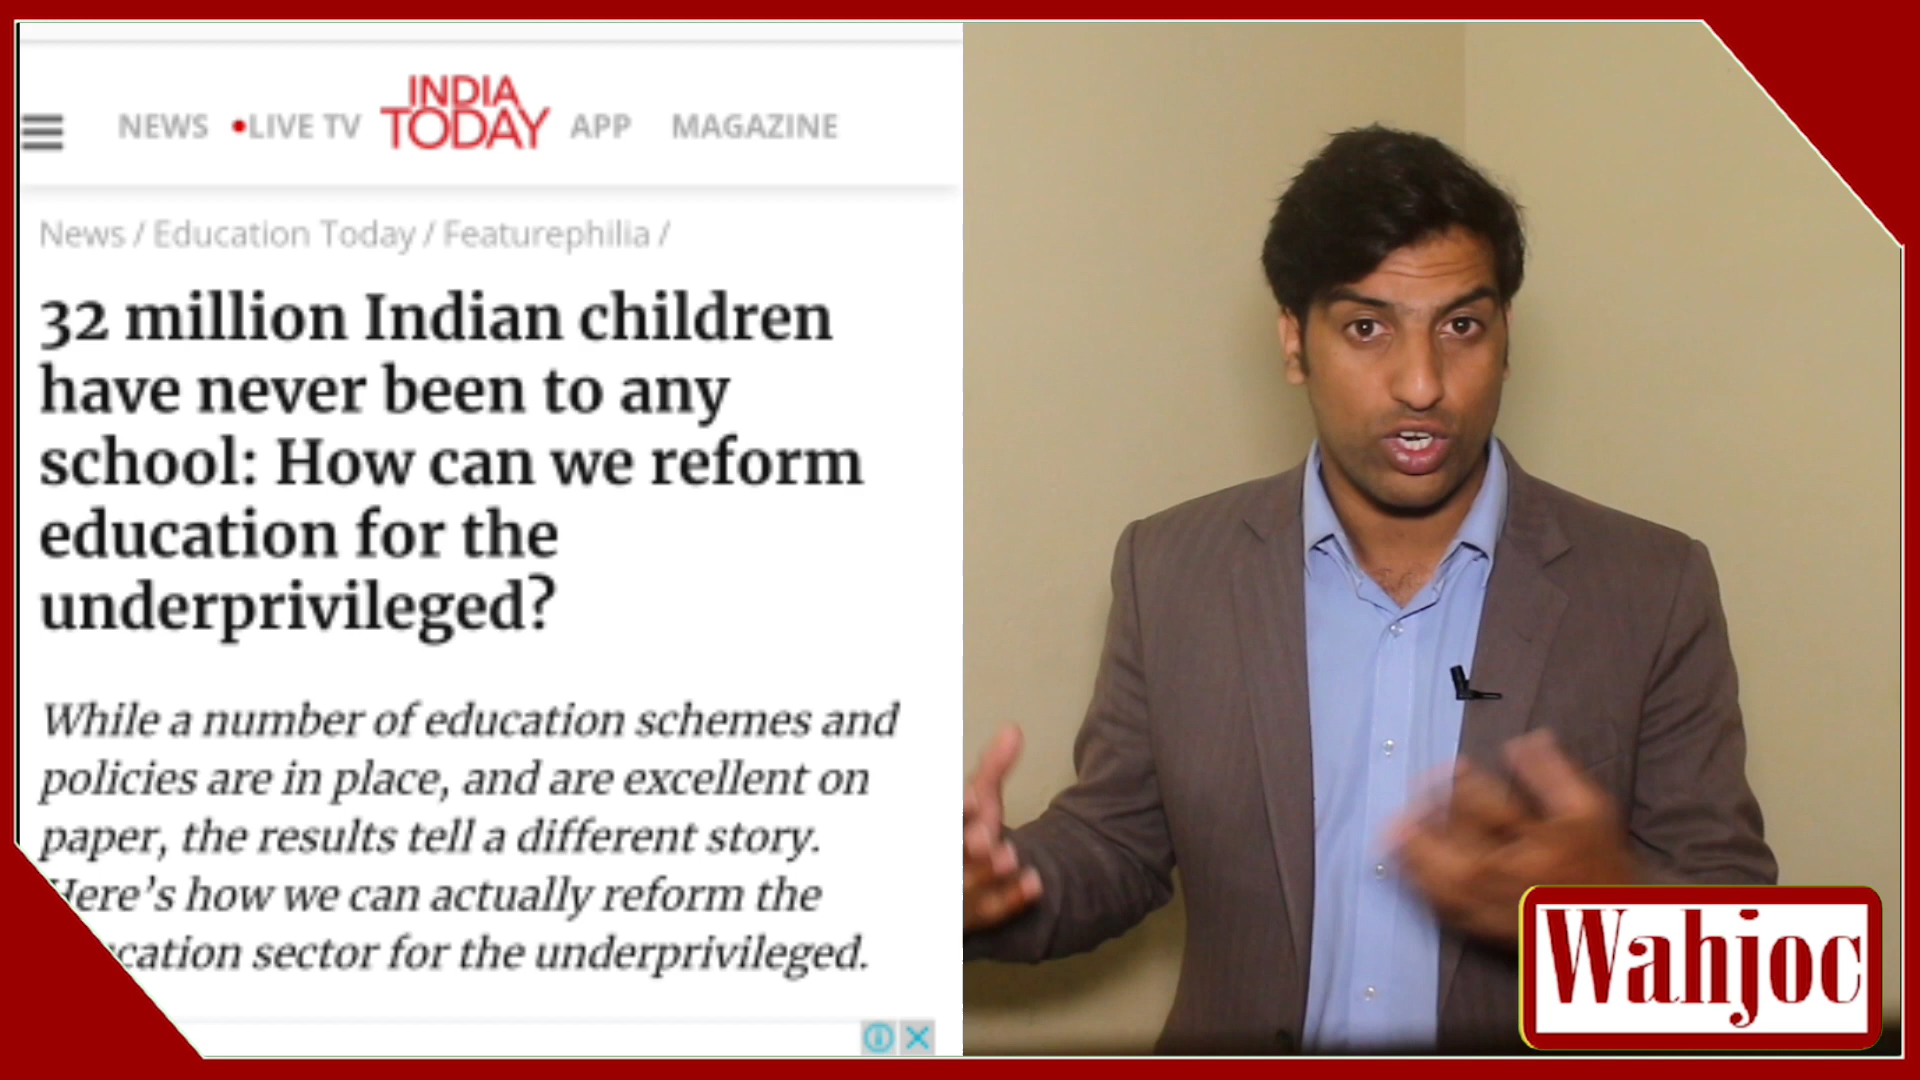 NEWS •LIVE TV INDIA TODAY APP MAGAZINE
News / Education Today / Featurephilia /
32 million Indian children
have never been to any
school: How can we reform
education for the
underprivileged?
While a number of education schemes and
policies are in place, and are excellent on
paper, the results tell a different story.
Here's how we can actually reform the
cation sector for the underprivileged.
Wahjoc